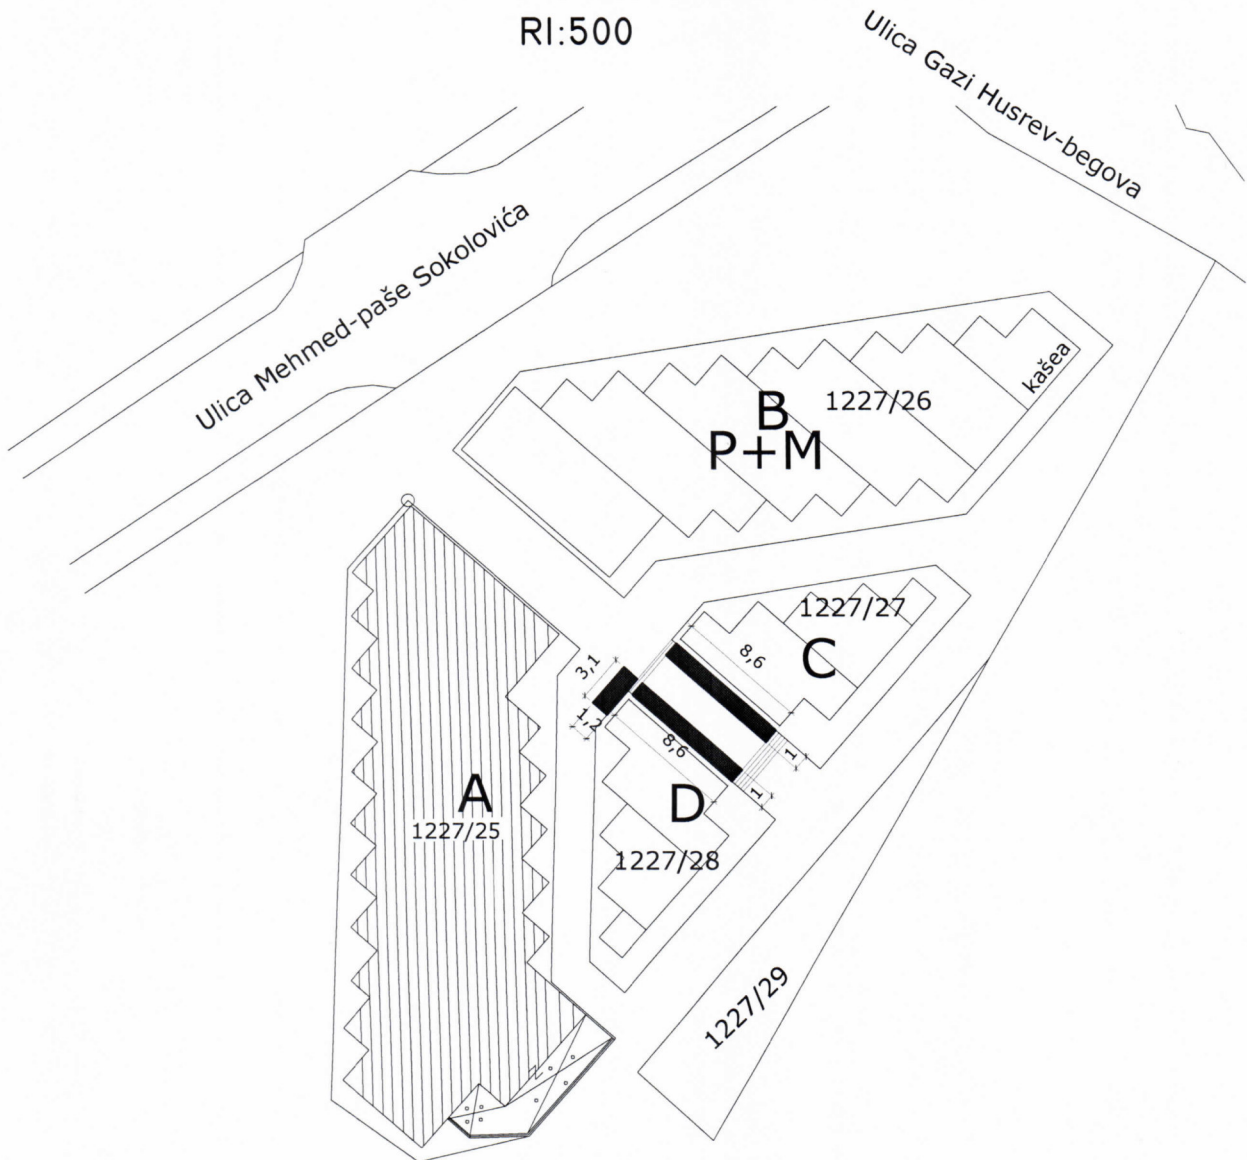 RI:500
Ulica Gazi Husrev-begova
Ulica Mehmed-paše Sokolovića
kašea
B
1227/26
P+M
1227/27
C
8,6
3,1
1,2
8,6
1
1
A
1227/25
D
1227/28
1227/29